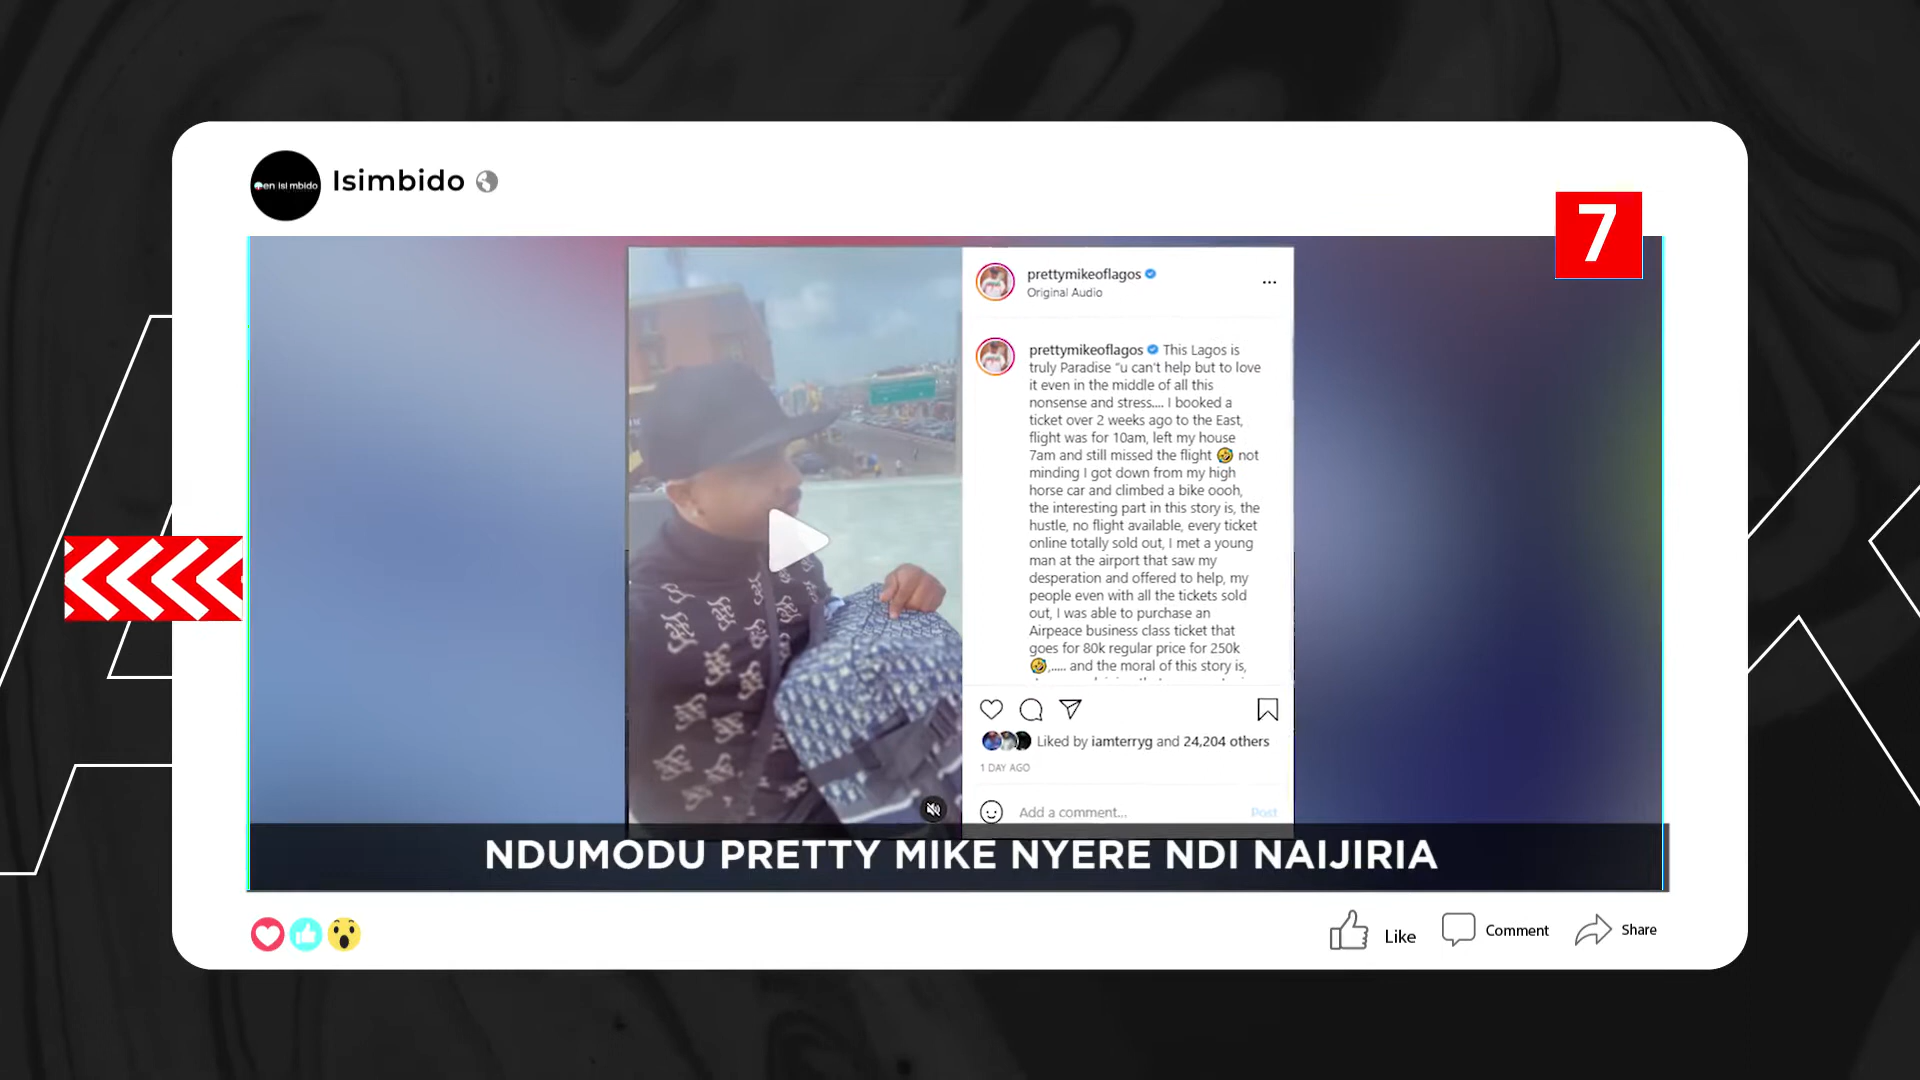 en Isi mbido
Isimbido
7
prettymikeoflagos
Original Audio
prettymikeoflagos This Lagos is
truly Paradise “u can't help but to love
it even in the middle of all this
nonsense and stress.... I booked a
ticket over 2 weeks ago to the East,
flight was for 10am, left my house
7am and still missed the flight 🤣 not
minding I got down from my high
horse car and climbed a bike oooh,
the interesting part in this story is, the
hustle, no flight available, every ticket
online totally sold out, I met a young
man at the airport that saw my
desperation and offered to help, my
people even with all the tickets sold
out, I was able to purchase an
Airpeace business class ticket that
goes for 80k regular price for 250k
🤣,..... and the moral of this story is,
Liked by iamterryg and 24,204 others
1 DAY AGO
Add a comment...
Post
NDUMODU PRETTY MIKE NYERE NDI NAIJIRIA
Like
Comment
Share